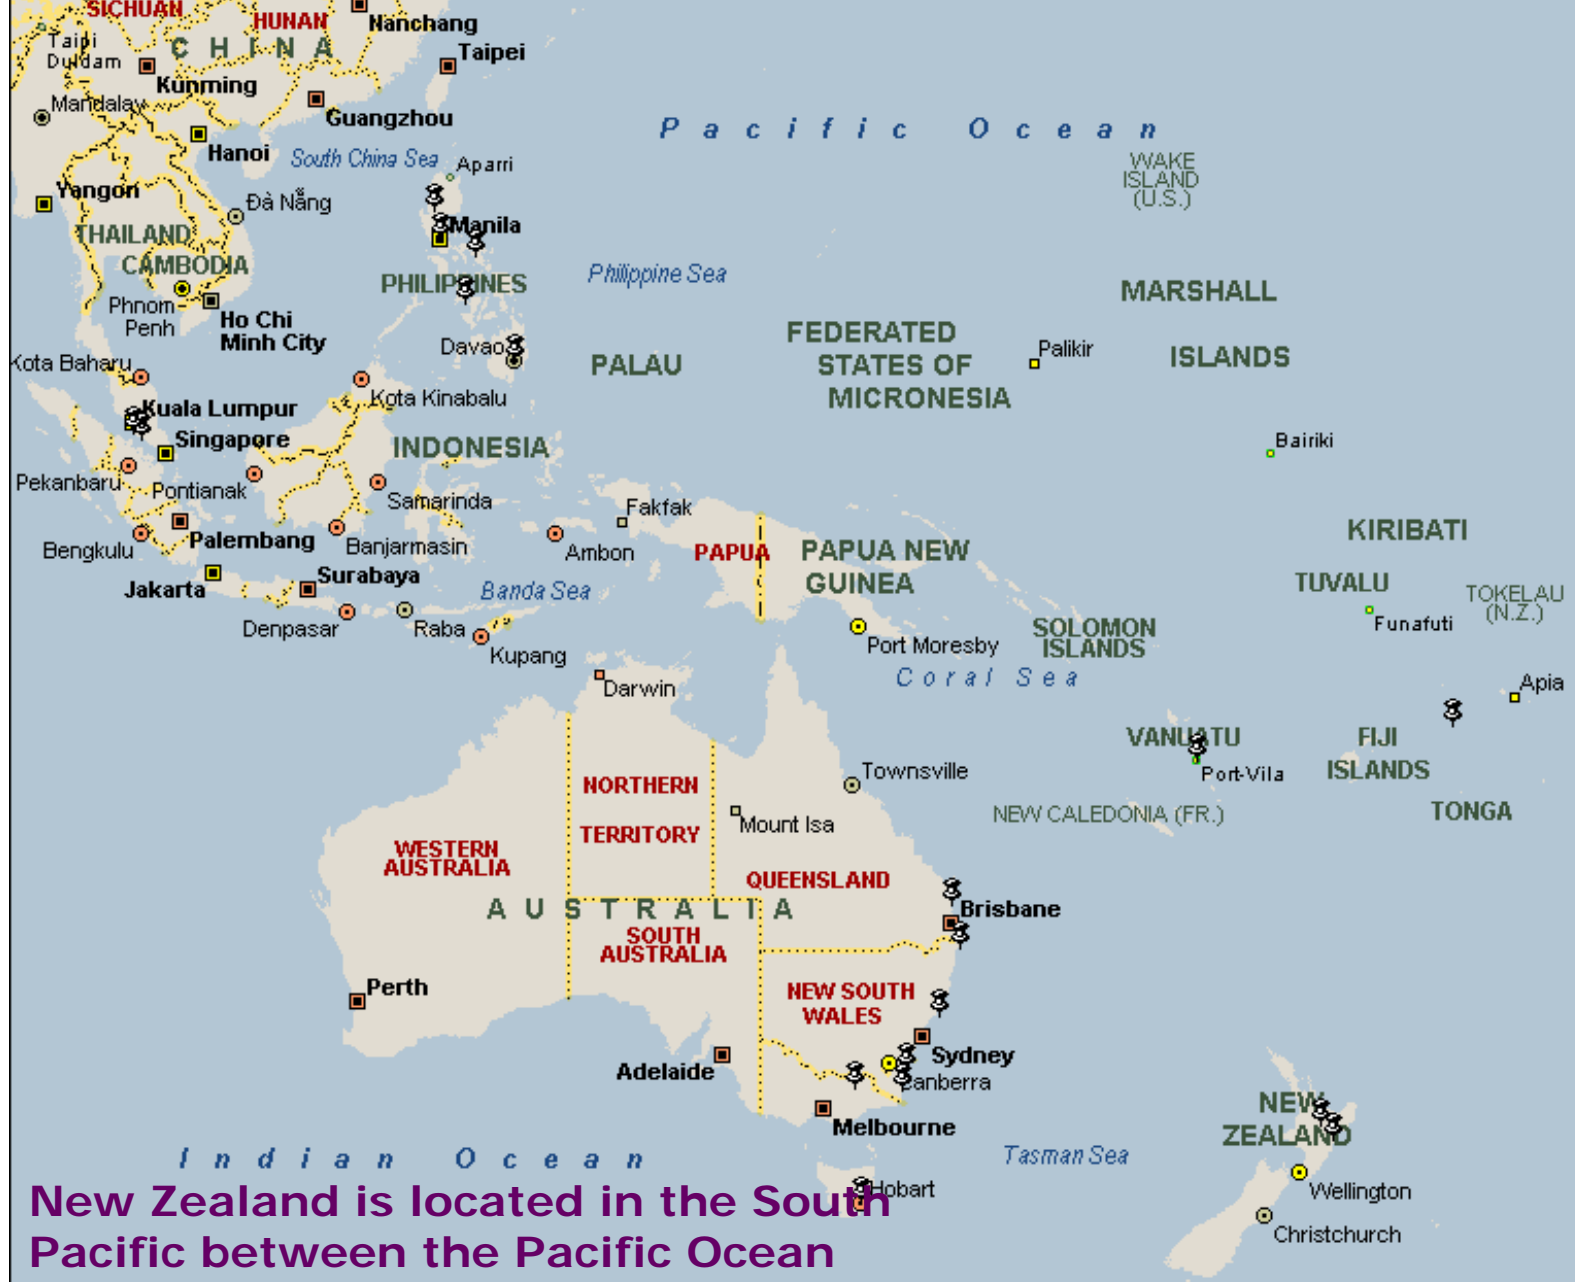 SICHUAN
HUNAN
Nanchang
Taipi
Duldam
C H I N A
Taipei
Kunming
Mandalay
Guangzhou
Pacific Ocean
Hanoi
South China Sea
Aparri
WAKE
ISLAND
(U.S.)
Yangon
Đà Nẵng
THAILAND
Manila
CAMBODIA
PHILIPPINES
Philippine Sea
MARSHALL
ISLANDS
Phnom
Penh
Ho Chi
Minh City
FEDERATED
STATES OF
MICRONESIA
Palikir
Davao
PALAU
Kota Baharu
Kota Kinabalu
Kuala Lumpur
Singapore
INDONESIA
Bairiki
Pekanbaru
Pontianak
Samarinda
Fakfak
KIRIBATI
Palembang
Bengkulu
Banjarmasin
Ambon
PAPUA
PAPUA NEW
GUINEA
Jakarta
Surabaya
Banda Sea
TUVALU
TOKELAU
(N.Z.)
Denpasar
Raba
Kupang
Port Moresby
SOLOMON
ISLANDS
Funafuti
Coral Sea
Darwin
Apia
VANUATU
Port-Vila
FIJI
ISLANDS
Townsville
NORTHERN
TERRITORY
Mount Isa
NEW CALEDONIA (FR.)
TONGA
WESTERN
AUSTRALIA
QUEENSLAND
A U S T R A L I A
Brisbane
SOUTH
AUSTRALIA
Perth
NEW SOUTH
WALES
Sydney
Adelaide
Canberra
Melbourne
NEW
ZEALAND
Indian Ocean
Tasman Sea
Hobart
Wellington
Christchurch
New Zealand is located in the South
Pacific between the Pacific Ocean